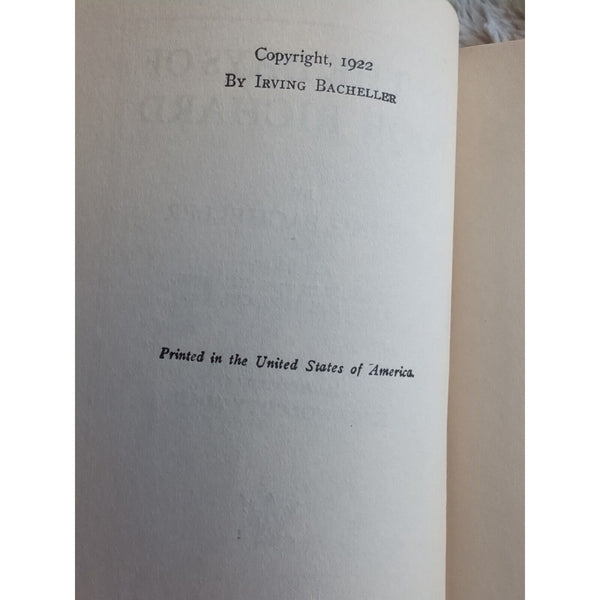 Copyright, 1922
By Irving Bacheller
Printed in the United States of America.